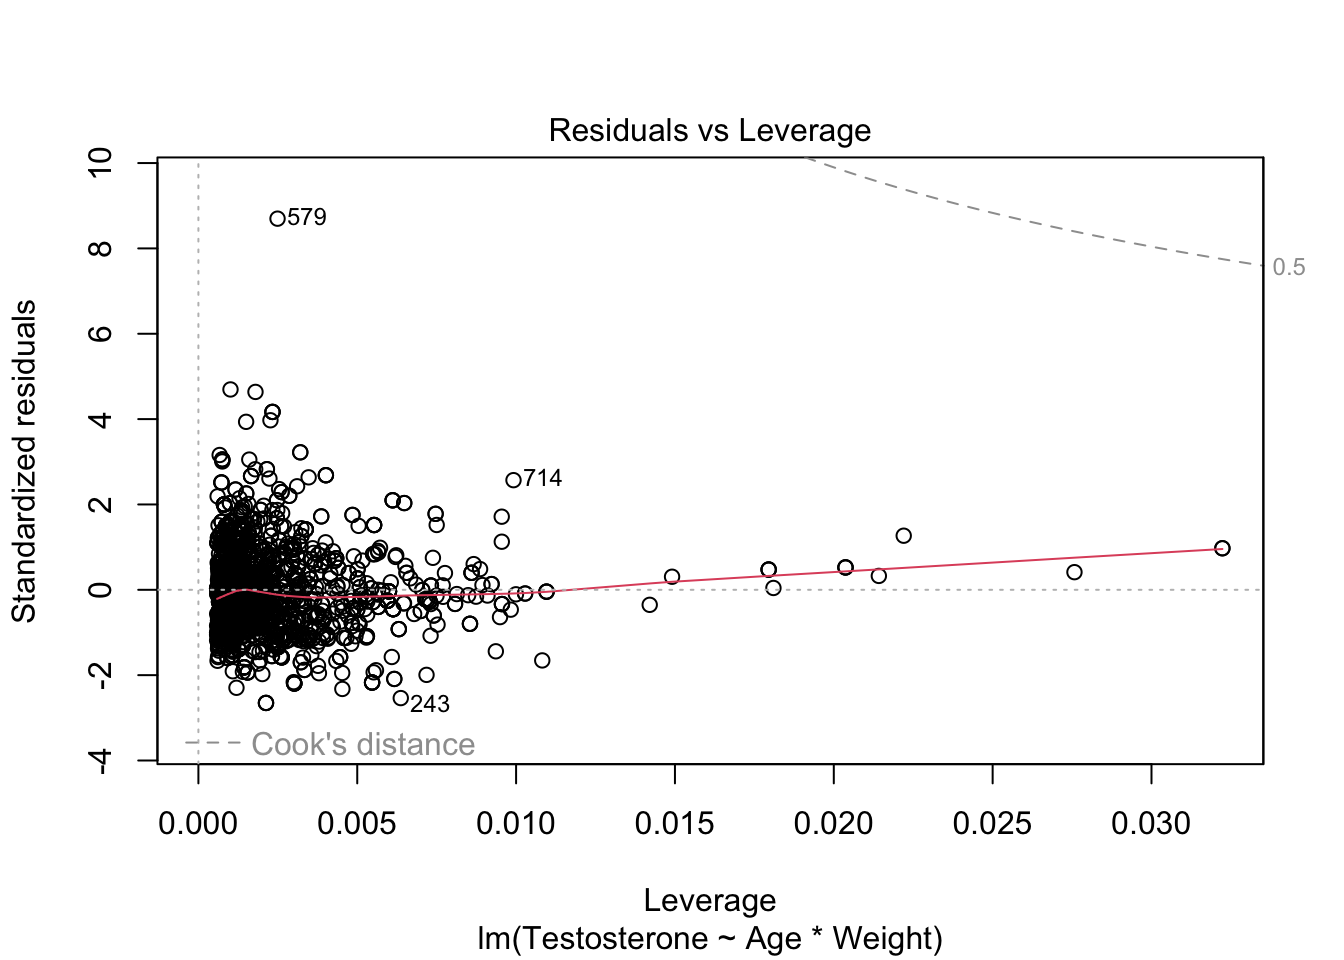 Residuals vs Leverage
Standardized residuals
10
8
6
4
2
0
-2
-4
579
714
243
0.5
Cook's distance
0.000 0.005 0.010 0.015 0.020 0.025 0.030
Leverage
lm(Testosterone ~ Age * Weight)